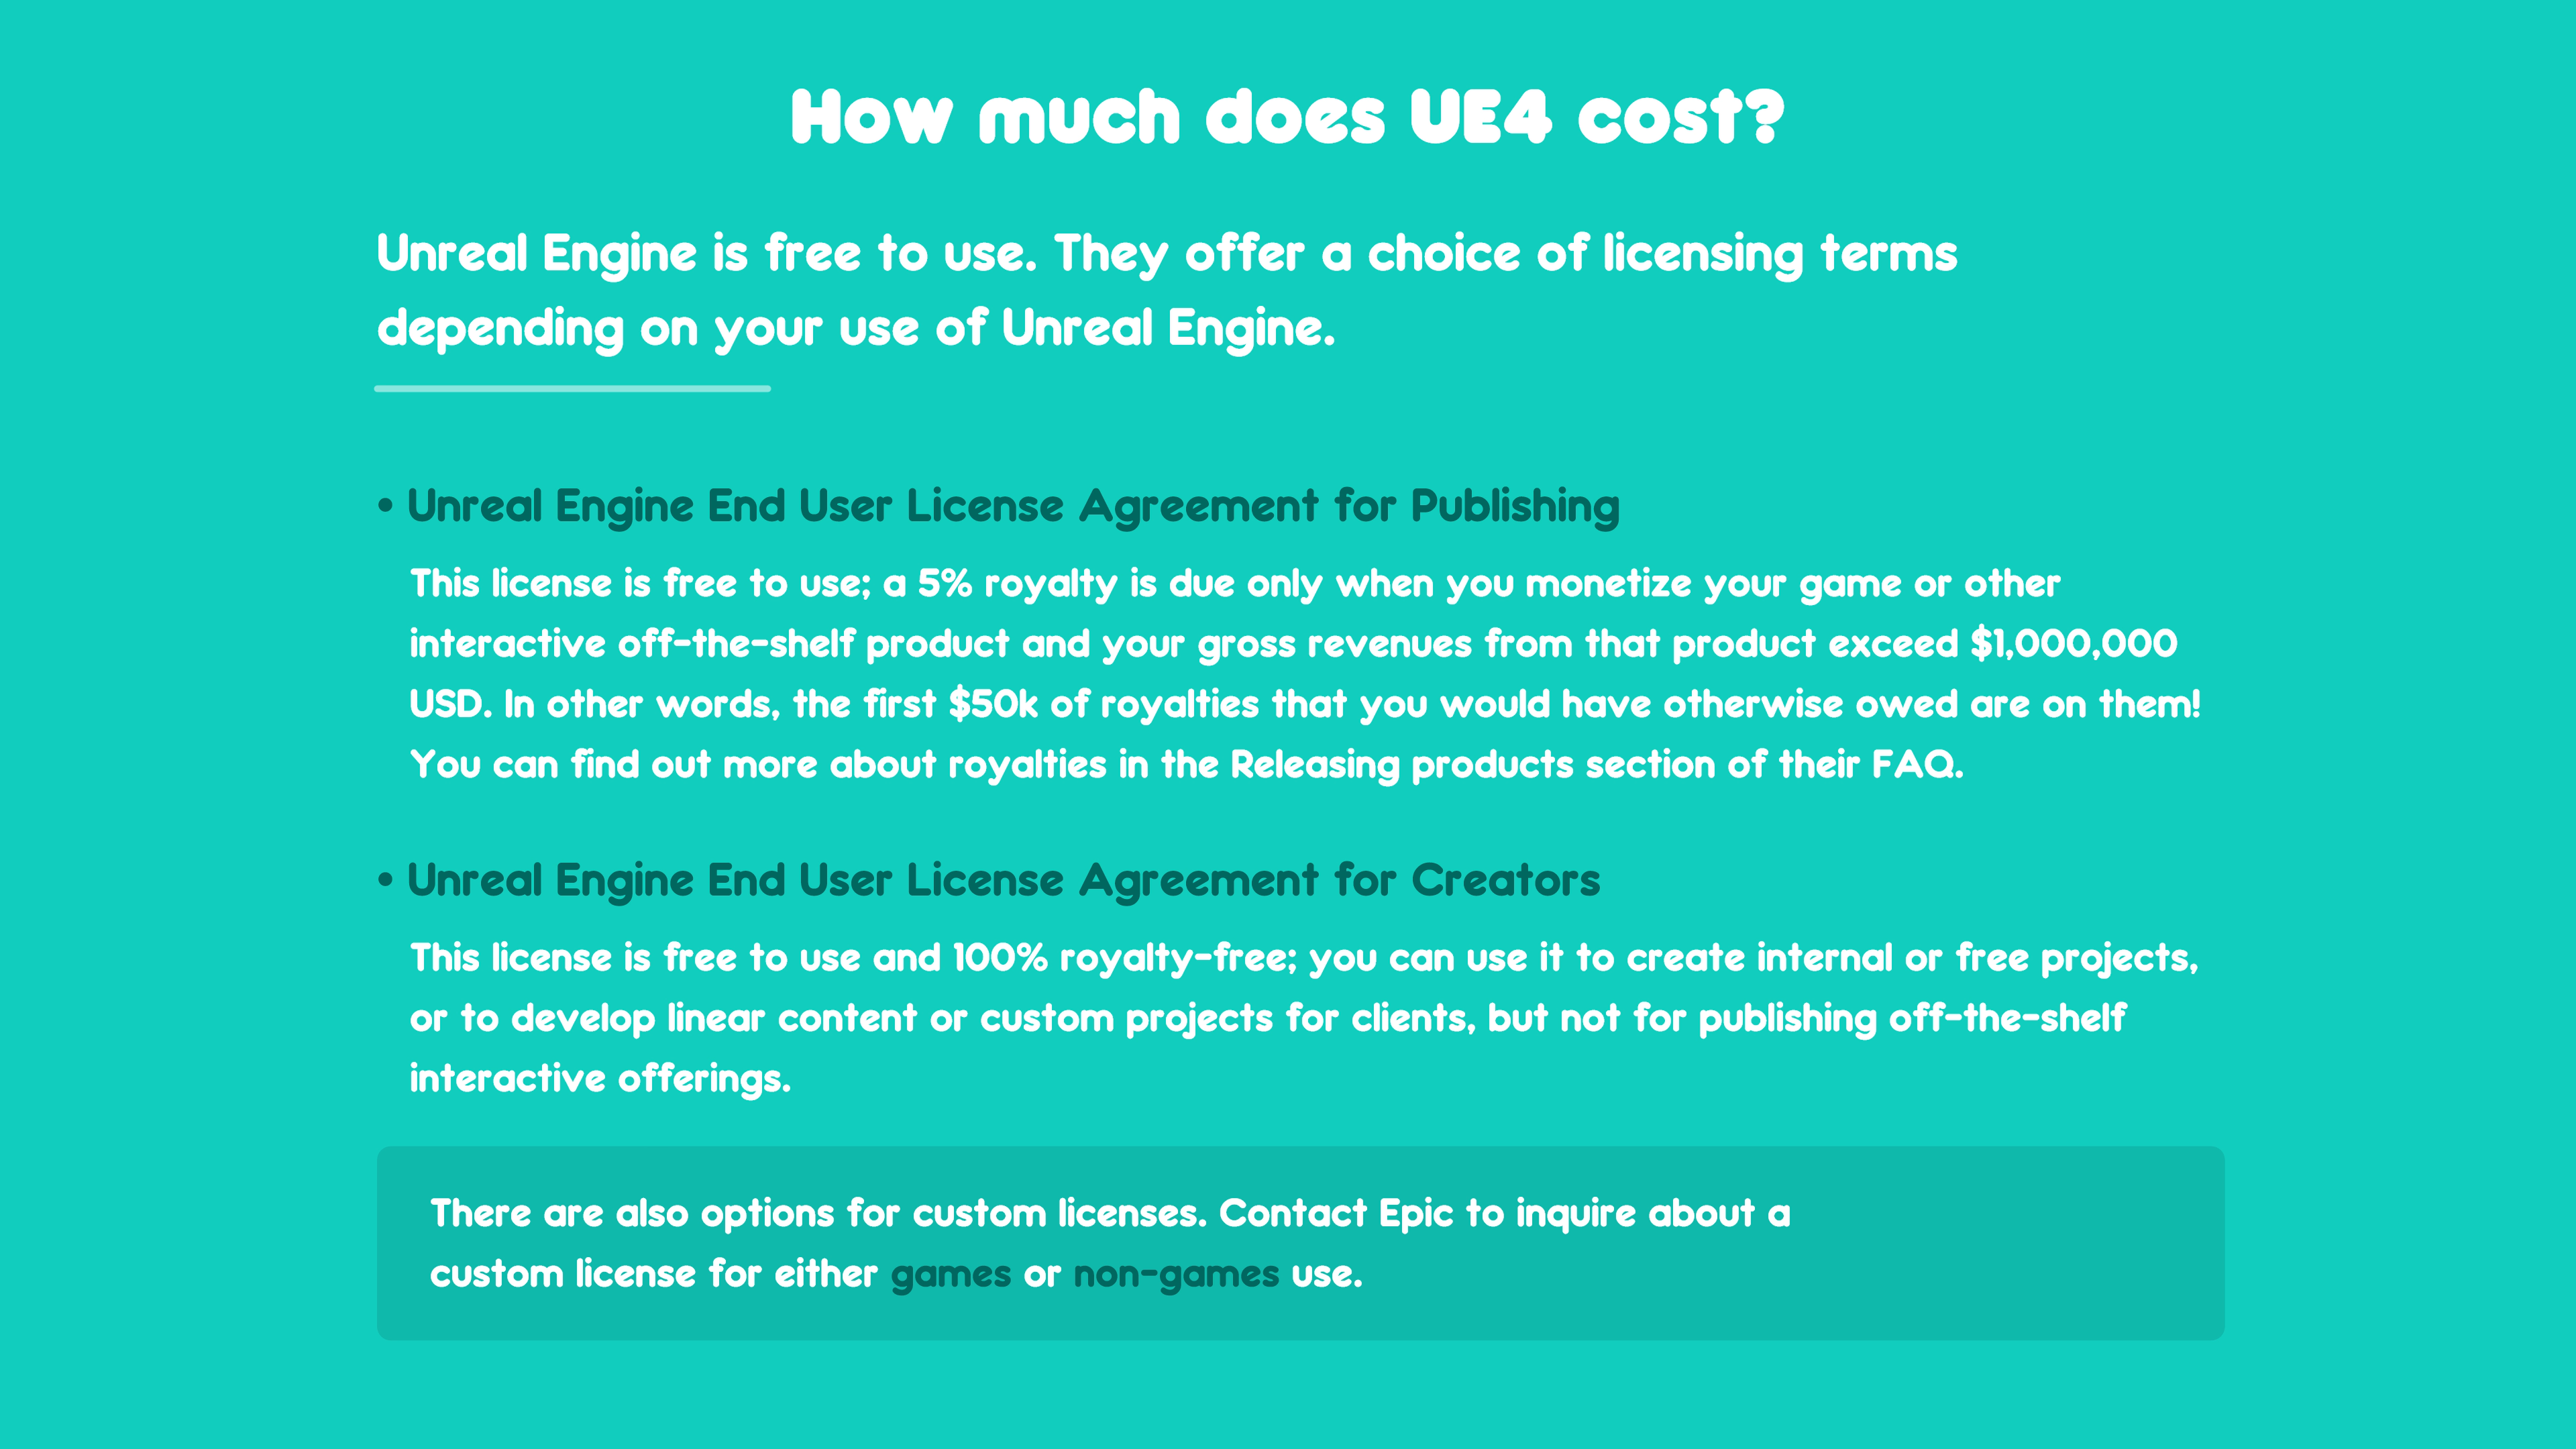 How much does UE4 cost?
Unreal Engine is free to use. They offer a choice of licensing terms
depending on your use of Unreal Engine.
• Unreal Engine End User License Agreement for Publishing
This license is free to use; a 5% royalty is due only when you monetize your game or other
interactive off-the-shelf product and your gross revenues from that product exceed $1,000,000
USD. In other words, the first $50k of royalties that you would have otherwise owed are on them!
You can find out more about royalties in the Releasing products section of their FAQ.
• Unreal Engine End User License Agreement for Creators
This license is free to use and 100% royalty-free; you can use it to create internal or free projects,
or to develop linear content or custom projects for clients, but not for publishing off-the-shelf
interactive offerings.
There are also options for custom licenses. Contact Epic to inquire about a
custom license for either games or non-games use.